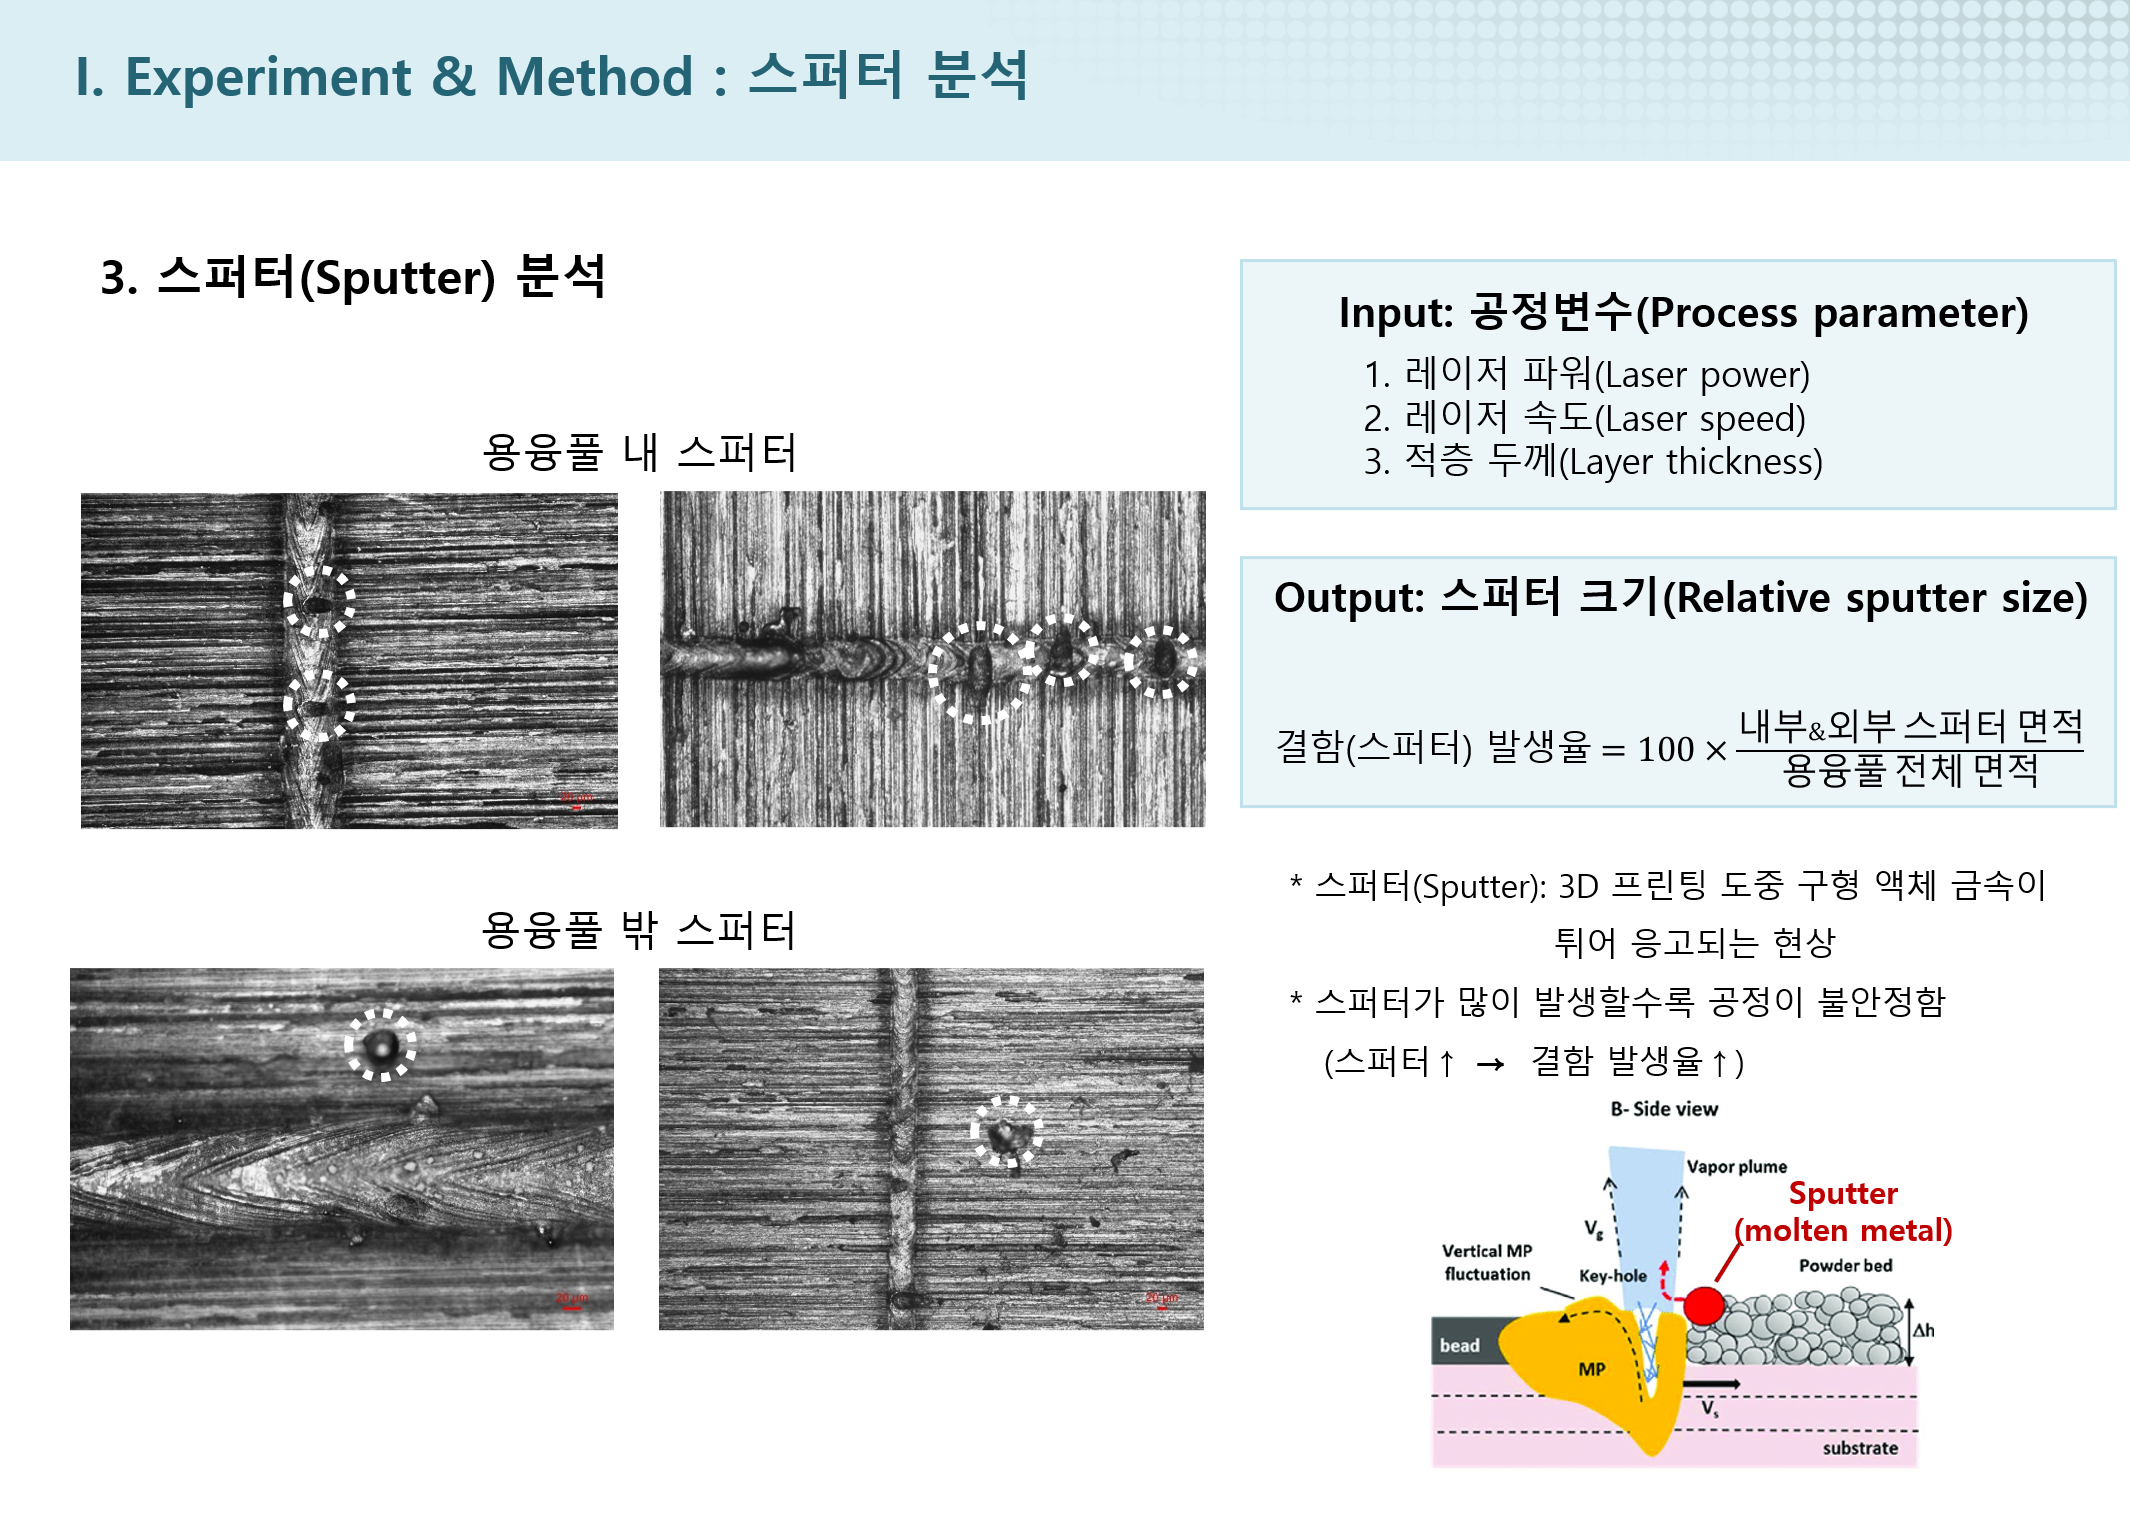 I. Experiment & Method : 스퍼터 분석
3. 스퍼터(Sputter) 분석
용융풀 내 스퍼터
용융풀 밖 스퍼터
20 μm
20 μm
Input: 공정변수(Process parameter)
1. 레이저 파워(Laser power)
2. 레이저 속도(Laser speed)
3. 적층 두께(Layer thickness)
Output: 스퍼터 크기(Relative sputter size)
결함(스퍼터) 발생율 = 100 × 내부&외부 스퍼터 면적
용융풀 전체 면적
* 스퍼터(Sputter): 3D 프린팅 도중 구형 액체 금속이
튀어 응고되는 현상
* 스퍼터가 많이 발생할수록 공정이 불안정함
(스퍼터↑ → 결함 발생율↑)
B- Side view
Vapor plume
Sputter
(molten metal)
Vg
Vertical MP
fluctuation
Key-hole
Powder bed
bead
MP
Δh
Vs
substrate